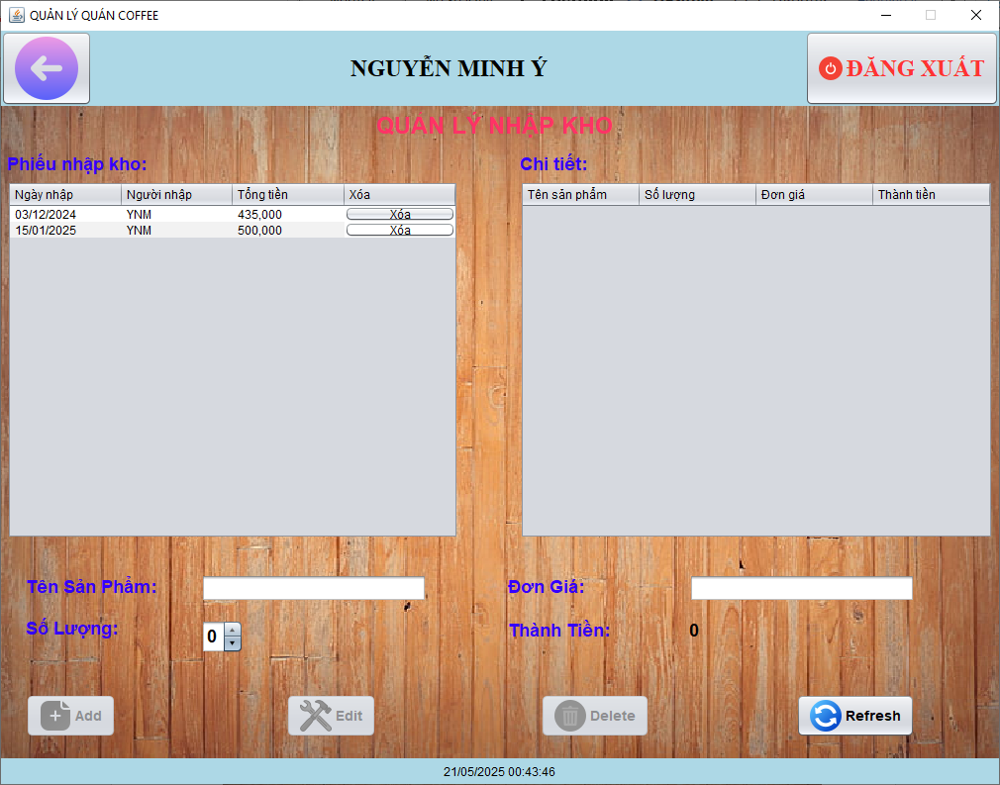 QUẢN LÝ QUÁN COFFEE
NGUYỄN MINH Ý
ĐĂNG XUẤT
QUẢN LÝ NHẬP KHO
Phiếu nhập kho:
Chi tiết:
Ngày nhập Người nhập Tổng tiền Xóa
03/12/2024 YNM 435,000 Xóa
15/01/2025 YNM 500,000 Xóa
Tên sản phẩm Số lượng Đơn giá Thành tiền
Tên Sản Phẩm:
Đơn Giá:
Số Lượng: 0
Thành Tiền: 0
Add Edit Delete Refresh
21/05/2025 00:43:46